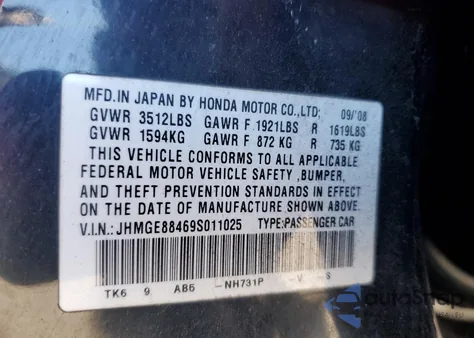 MFD.IN JAPAN BY HONDA MOTOR CO.,LTD; 09/'08
GVWR 3512LBS GAWR F 1921LBS R 1619LBS
GVWR 1594KG GAWR F 872 KG R 735 KG
THIS VEHICLE CONFORMS TO ALL APPLICABLE
FEDERAL MOTOR VEHICLE SAFETY ,BUMPER,
AND THEFT PREVENTION STANDARDS IN EFFECT
ON THE DATE OF MANUFACTURE SHOWN ABOVE.
V.I.N.: JHMGE88469S011025 TYPE:PASSENGER CAR
TK6 9 AB5 -NH731P -V -S
autoSnap